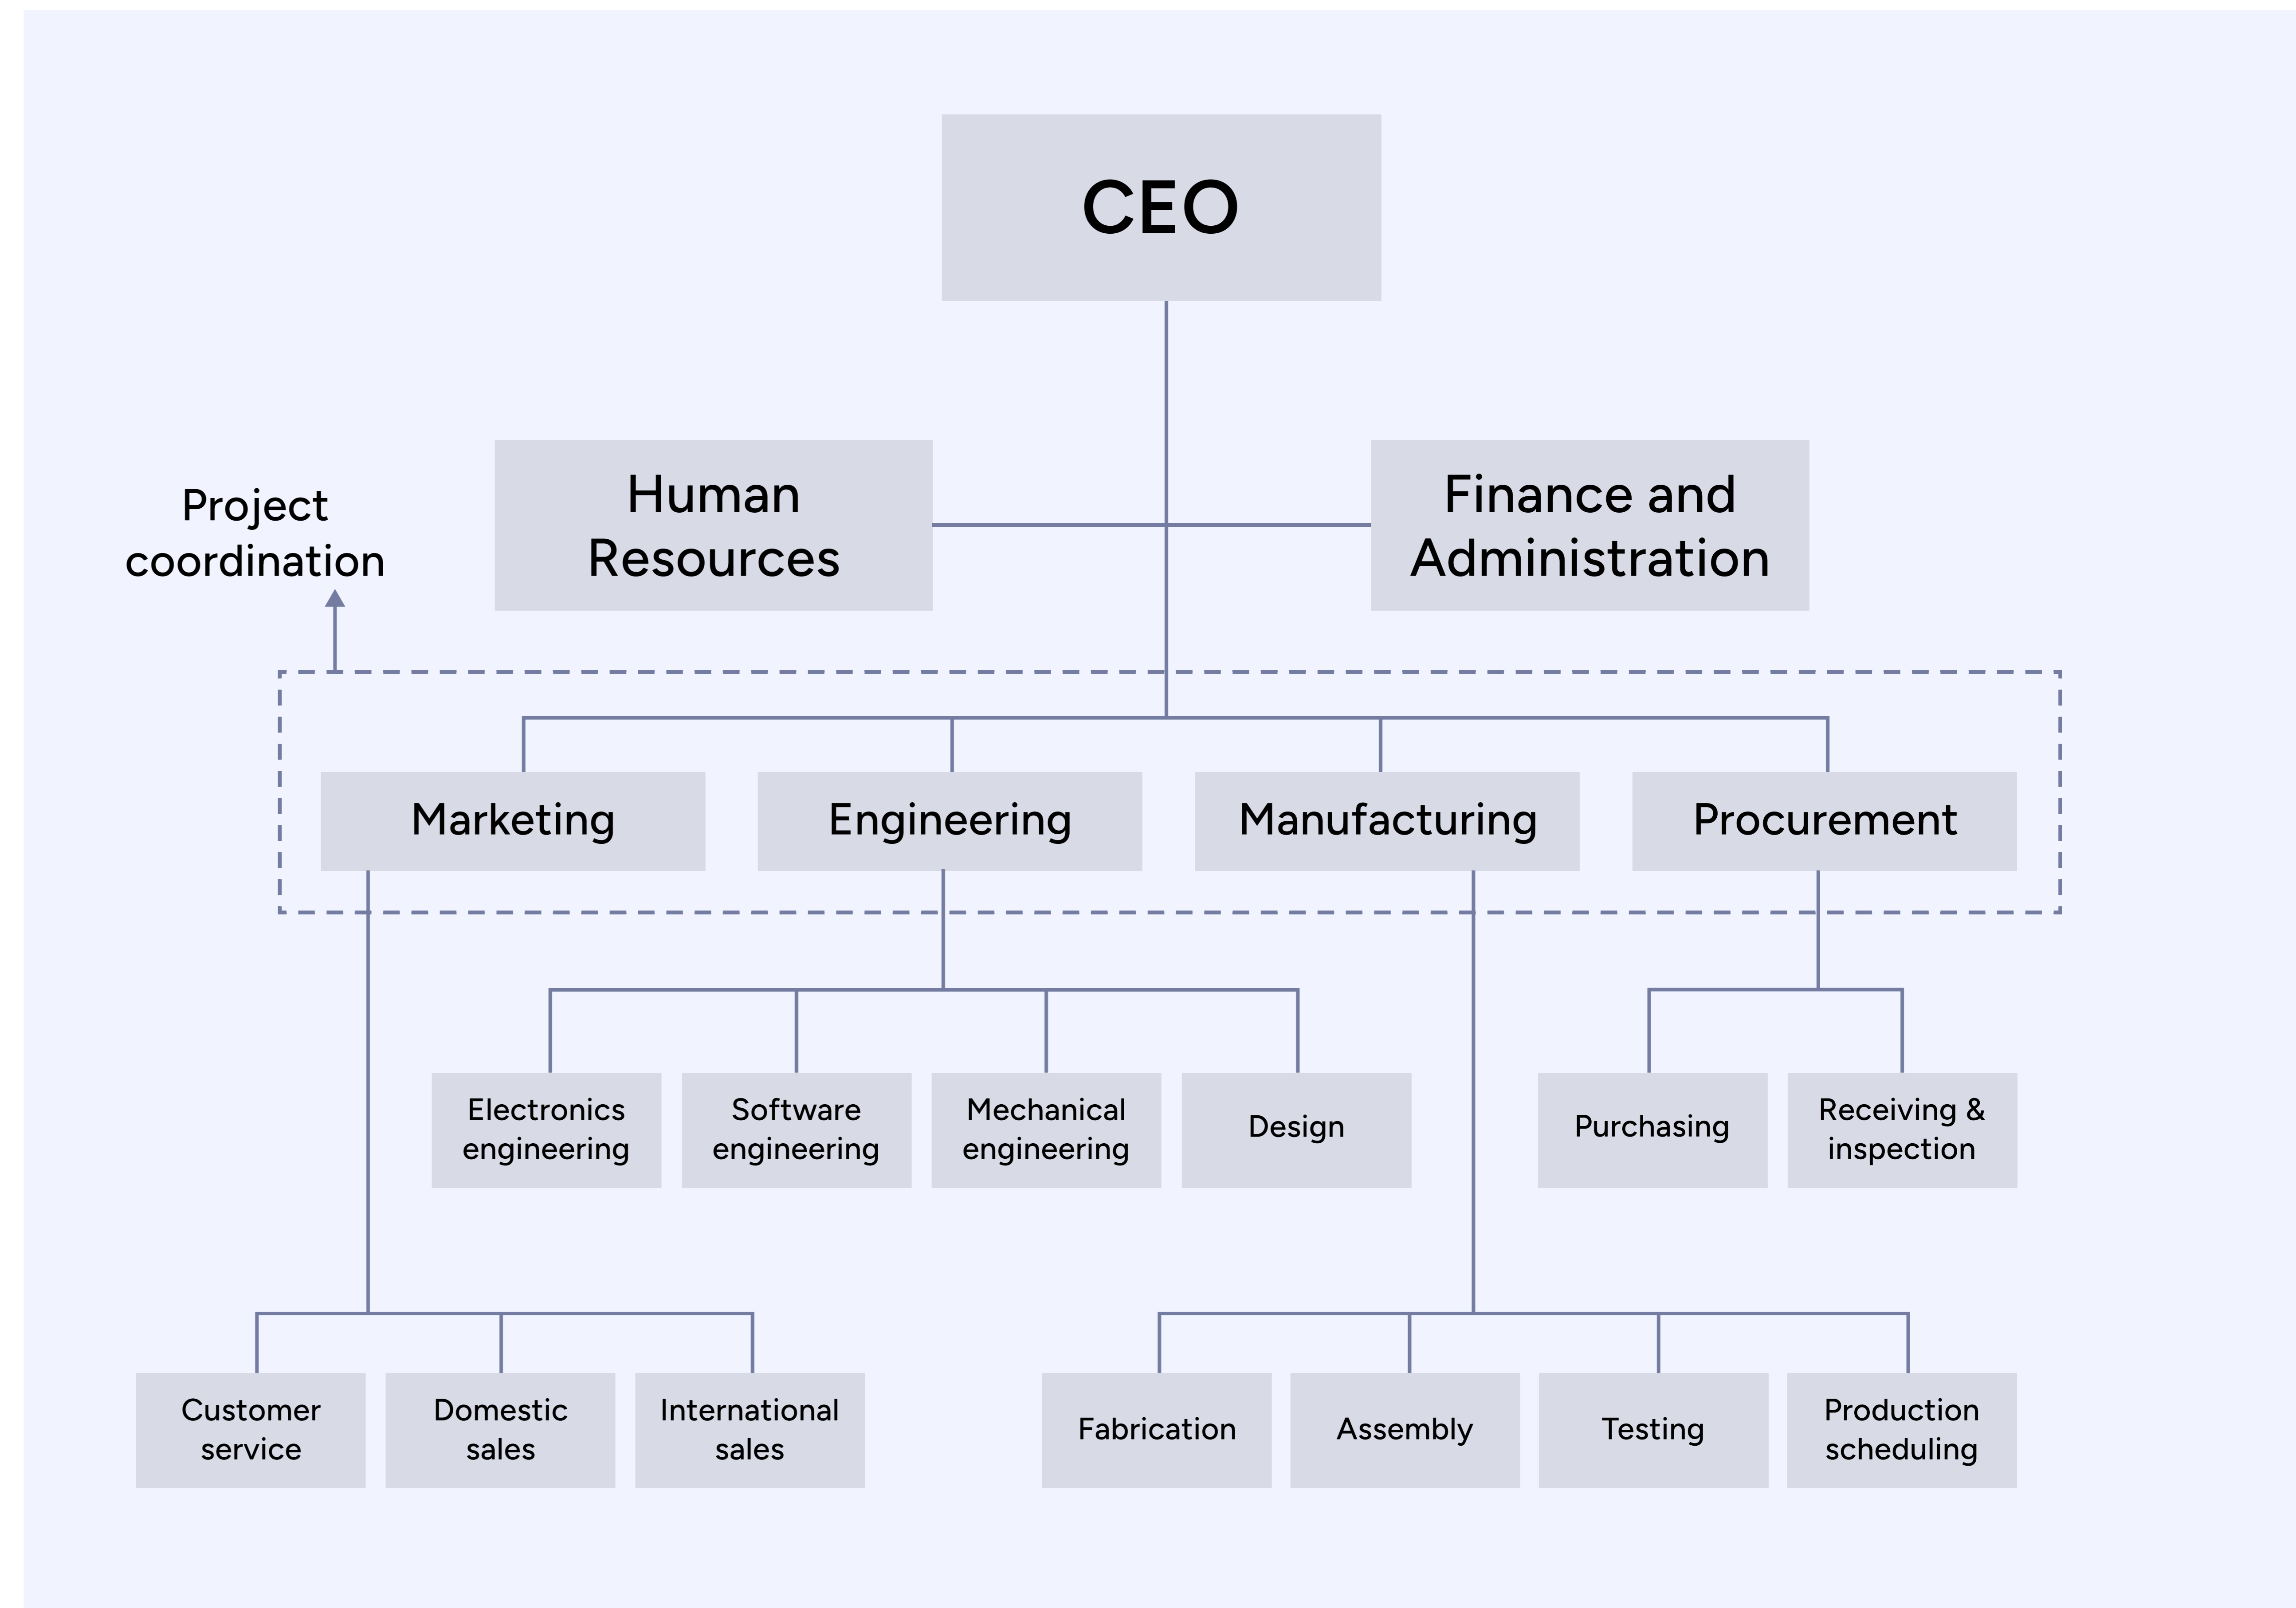 CEO
Project
coordination
Human
Resources
Finance and
Administration
Marketing
Engineering
Manufacturing
Procurement
Electronics
engineering
Software
engineering
Mechanical
engineering
Design
Purchasing
Receiving &
inspection
Customer
service
Domestic
sales
International
sales
Fabrication
Assembly
Testing
Production
scheduling